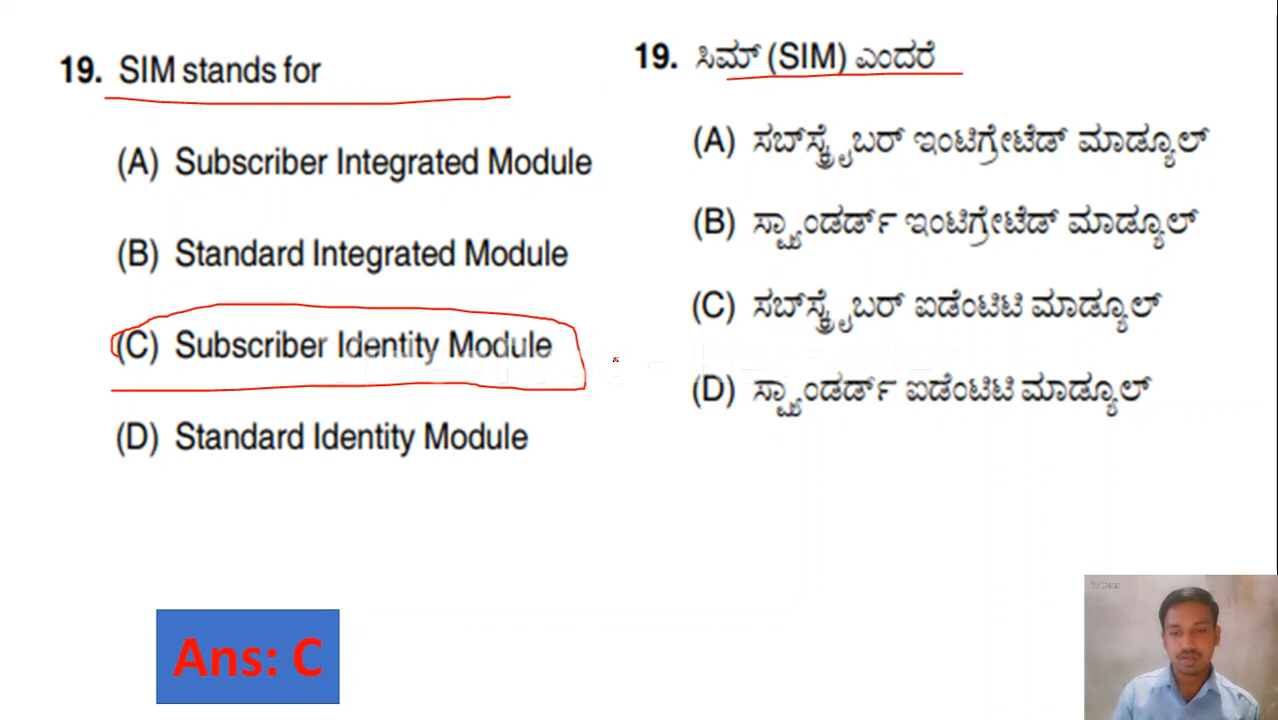 19. SIM stands for
(A) Subscriber Integrated Module
(B) Standard Integrated Module
(C) Subscriber Identity Module
(D) Standard Identity Module
19. ಸಿಮ್ (SIM) ಎಂದರೆ
(A) ಸಬ್‌ಸ್ಕ್ರೈಬರ್ ಇಂಟಿಗ್ರೇಟೆಡ್ ಮಾಡ್ಯೂಲ್
(B) ಸ್ಟ್ಯಾಂಡರ್ಡ್ ಇಂಟಿಗ್ರೇಟೆಡ್ ಮಾಡ್ಯೂಲ್
(C) ಸಬ್‌ಸ್ಕ್ರೈಬರ್ ಐಡೆಂಟಿಟಿ ಮಾಡ್ಯೂಲ್
(D) ಸ್ಟ್ಯಾಂಡರ್ಡ್ ಐಡೆಂಟಿಟಿ ಮಾಡ್ಯೂಲ್
Ans: C